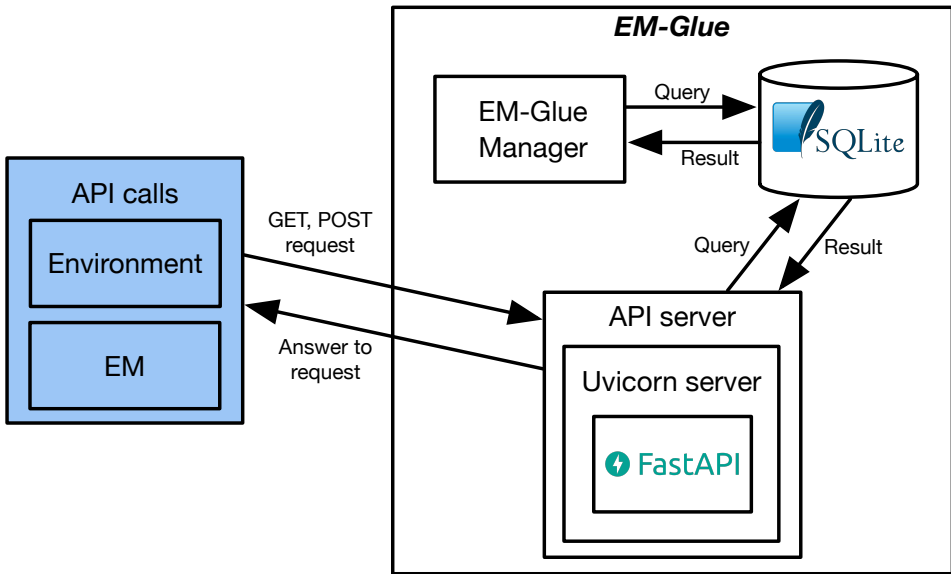 EM-Glue
EM-Glue
Manager
Query
Result
SQLite
API calls
Environment
EM
GET, POST
request
Answer to
request
Query
Result
API server
Uvicorn server
FastAPI